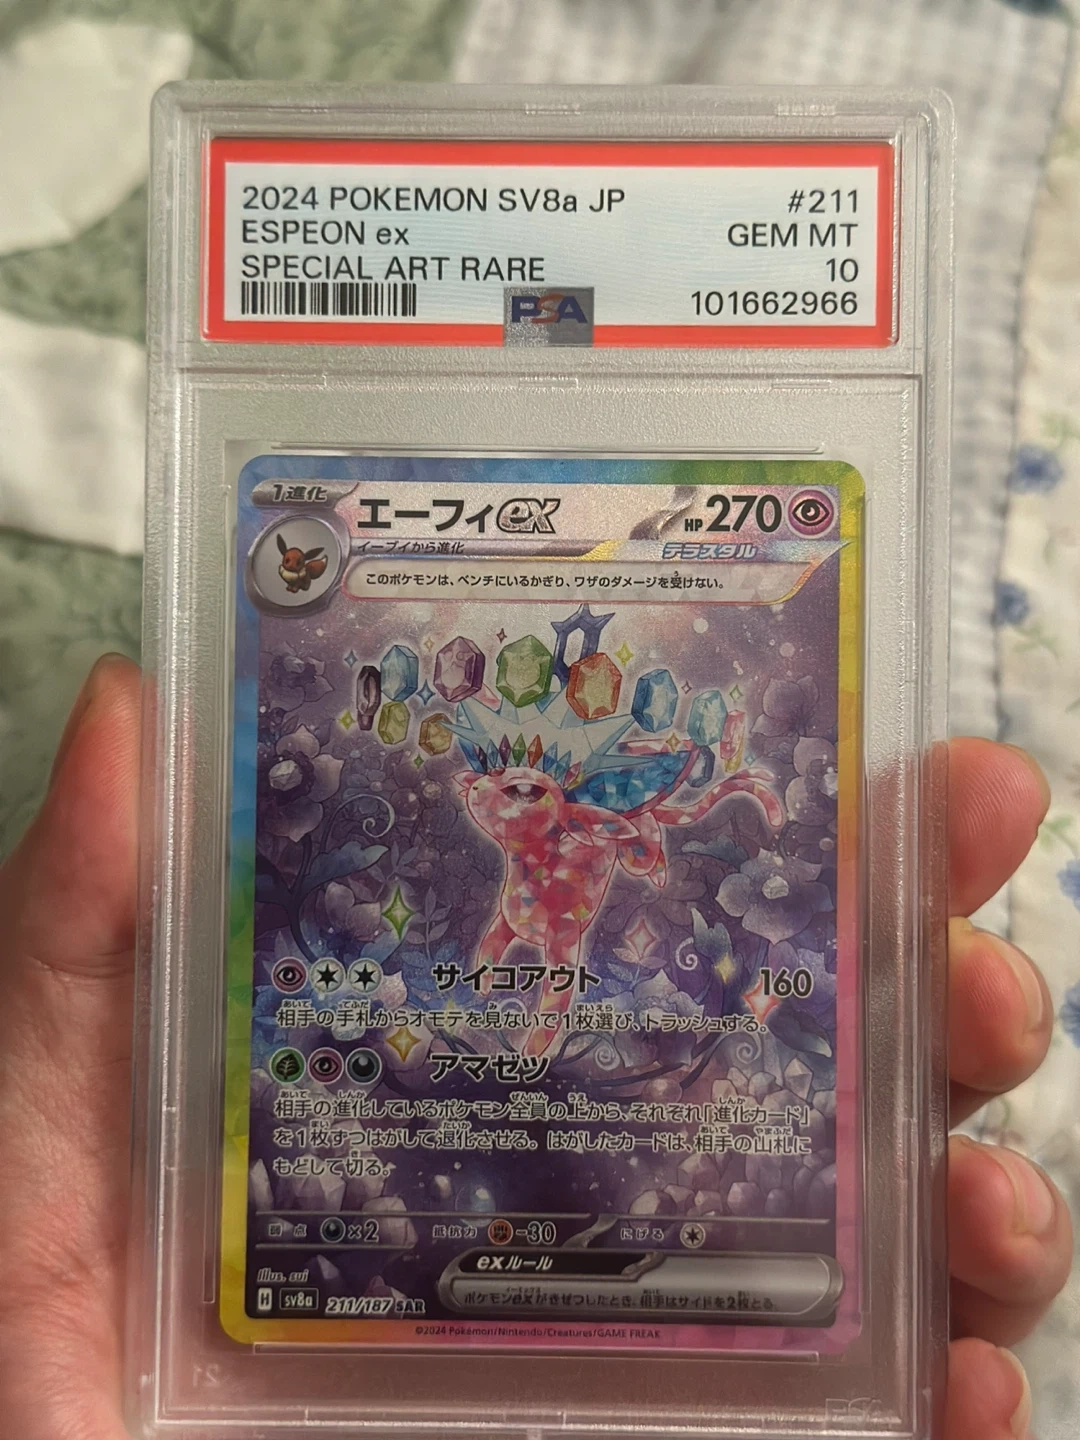 2024 POKEMON SV8a JP #211
ESPEON ex GEM MT
SPECIAL ART RARE 10
PSA 101662966
1進化 エーフィex HP270
イーブイから進化 テラスタル
このポケモンは、ベンチにいるかぎり、ワザのダメージを受けない。
サイコアウト 160
相手の手札からオモテを見ないで1枚選び、トラッシュする。
アマゼツ
相手の進化しているポケモン全員の上から、それぞれ「進化カード」
を1枚ずつはがして退化させる。はがしたカードは、相手の山札に
もどして切る。
弱点 ×2 抵抗力 -30 にげる
exルール
ポケモンexがきぜつしたとき、相手はサイドを2枚とる。
Illus. sui
H sv8a 211/187 SAR
©2024 Pokémon/Nintendo/Creatures/GAME FREAK